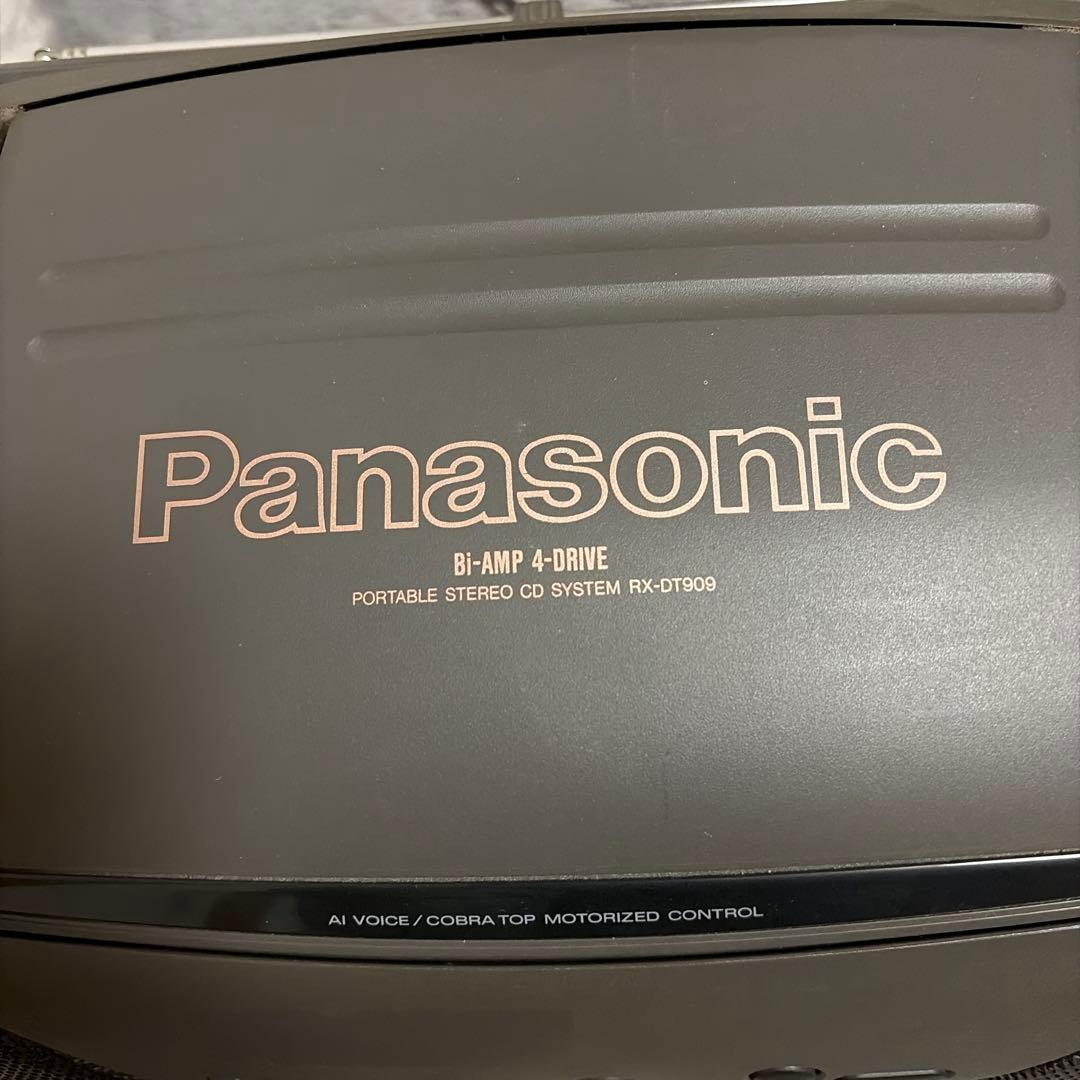 Panasonic
Bi-AMP 4-DRIVE
PORTABLE STEREO CD SYSTEM RX-DT909
AI VOICE/COBRA TOP MOTORIZED CONTROL